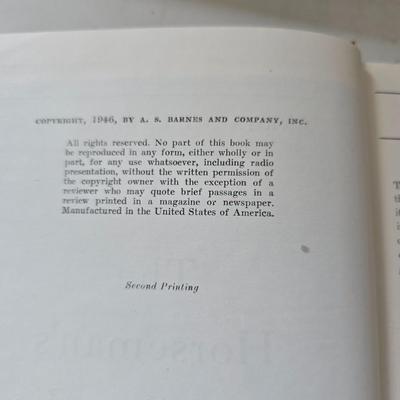 COPYRIGHT, 1946, BY A. S. BARNES AND COMPANY, INC.
All rights reserved. No part of this book may
be reproduced in any form, either wholly or in
part, for any use whatsoever, including radio
presentation, without the written permission of
the copyright owner with the exception of a
reviewer who may quote brief passages in a
review printed in a magazine or newspaper.
Manufactured in the United States of America.
Second Printing